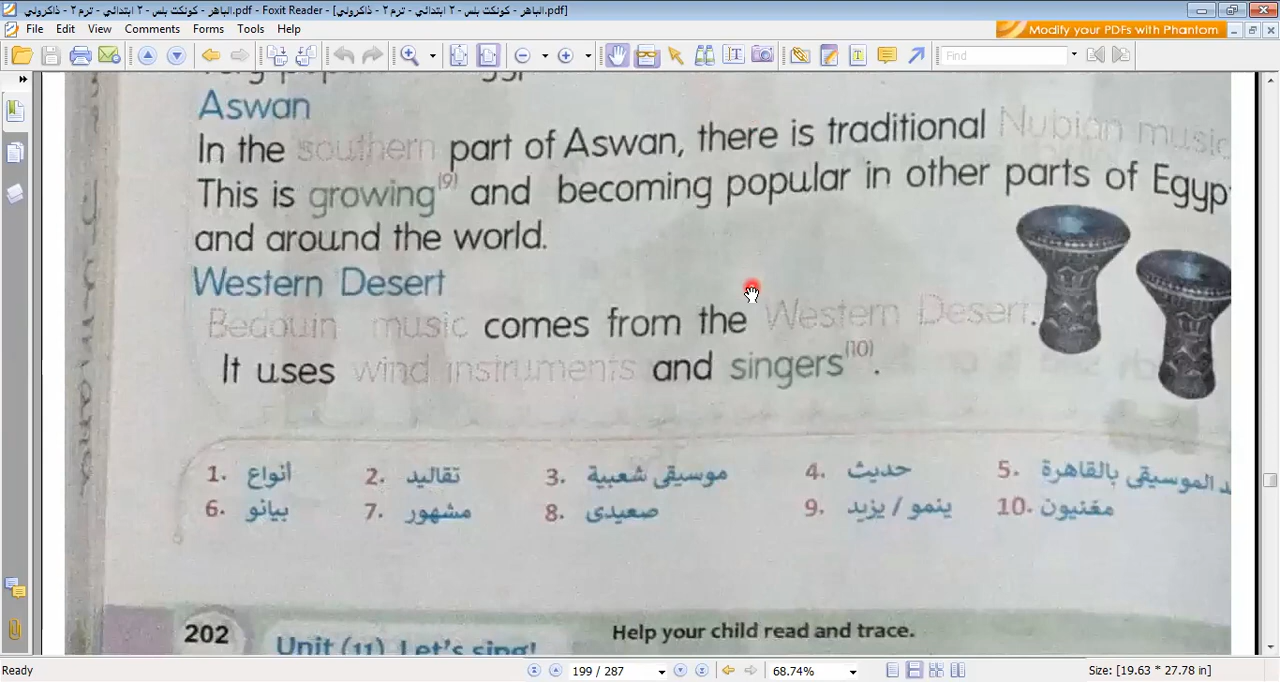 الباهر - كونكت بلس - ٢ ابتدائي - ترم ٢ - ذاكرولي.pdf - Foxit Reader - [الباهر - كونكت بلس - ٢ ابتدائي - ترم ٢ - ذاكرولي.pdf]
File Edit View Comments Forms Tools Help
Modify your PDFs with Phantom
Find
Aswan
In the southern part of Aswan, there is traditional Nubian music
This is growing(9) and becoming popular in other parts of Egyp
and around the world.
Western Desert
Bedouin music comes from the Western Desert.
It uses wind instruments and singers(10).
1. أنواع 2. تقاليد 3. موسيقى شعبية 4. حديث 5. د الموسيقى بالقاهرة
6. بيانو 7. مشهور 8. صعيدى 9. ينمو / يزيد 10. مغنيون
202 Unit (11) Let's sing! Help your child read and trace.
Ready 199 / 287 68.74% Size: [19.63 * 27.78 in]